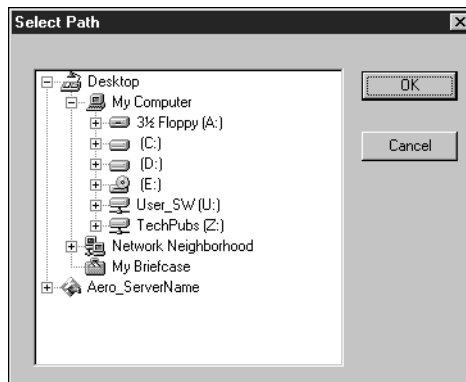 Select Path
Desktop
My Computer
3½ Floppy (A:)
(C:)
(D:)
(E:)
User_SW (U:)
TechPubs (Z:)
Network Neighborhood
My Briefcase
Aero_ServerName
OK
Cancel